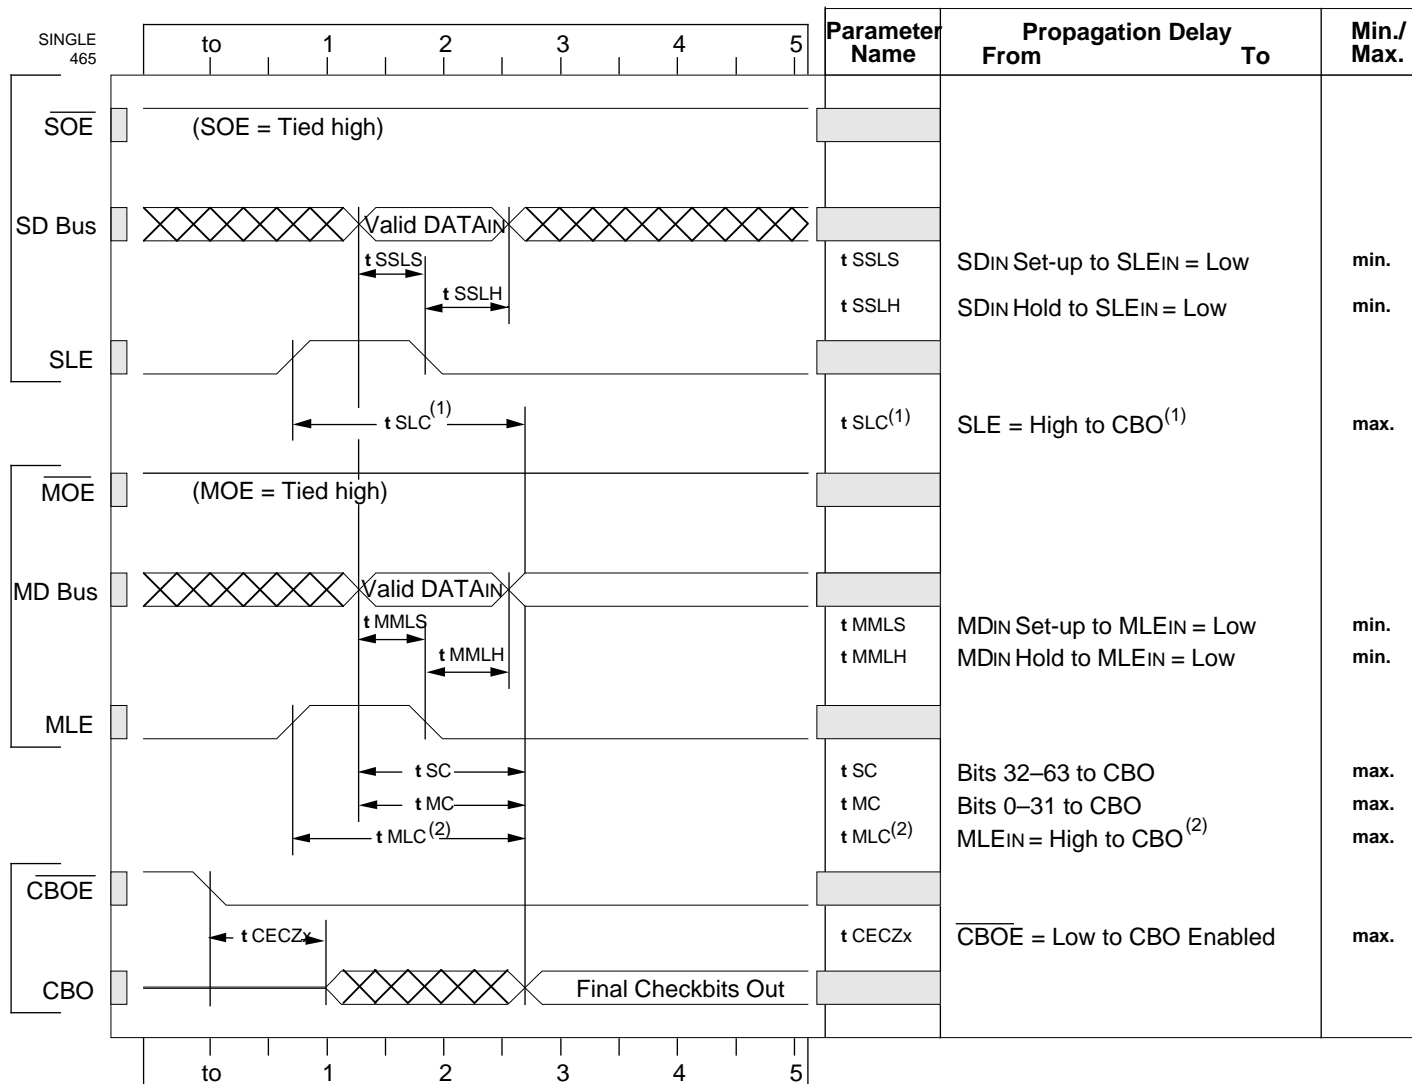 SINGLE
465
to 1 2 3 4 5
Parameter Name
Propagation Delay
From To
Min./ Max.
SOE
(SOE = Tied high)
SD Bus
Valid DATAIN
t SSLS
t SSLS SDIN Set-up to SLEIN = Low min.
t SSLH
t SSLH SDIN Hold to SLEIN = Low min.
SLE
t SLC(1)
t SLC(1) SLE = High to CBO(1) max.
MOE
(MOE = Tied high)
MD Bus
Valid DATAIN
t MMLS
t MMLS MDIN Set-up to MLEIN = Low min.
t MMLH
t MMLH MDIN Hold to MLEIN = Low min.
MLE
t SC
t SC Bits 32–63 to CBO max.
t MC
t MC Bits 0–31 to CBO max.
t MLC(2)
t MLC(2) MLEIN = High to CBO(2) max.
CBOE
t CECZx
t CECZx CBOE = Low to CBO Enabled max.
CBO
Final Checkbits Out
to 1 2 3 4 5